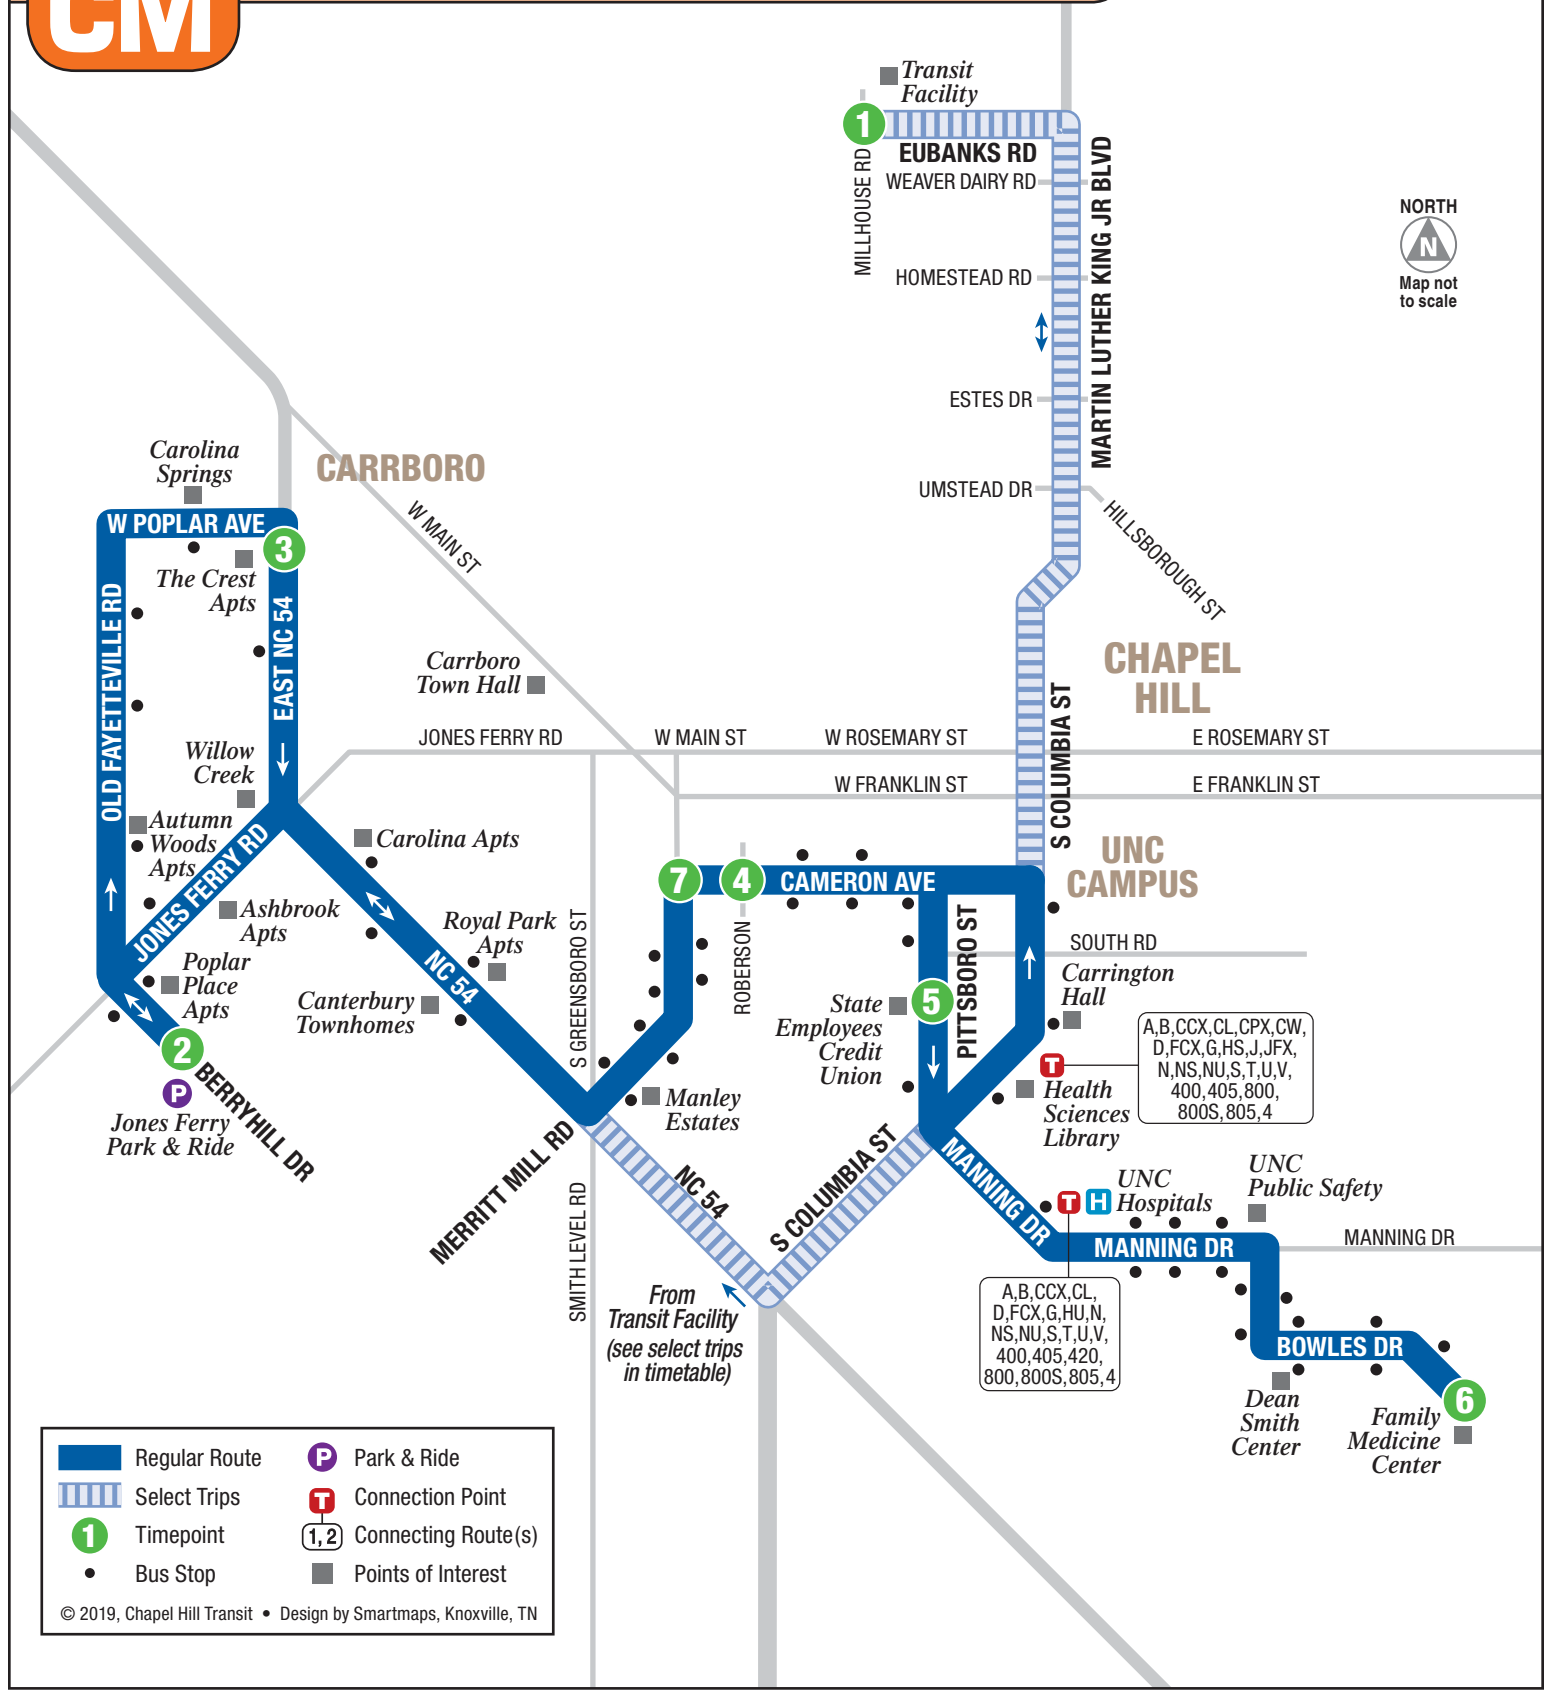 CM
Transit
Facility
1
EUBANKS RD
WEAVER DAIRY RD
MILLHOUSE RD
MARTIN LUTHER KING JR BLVD
NORTH
N
Map not
to scale
HOMESTEAD RD
ESTES DR
UMSTEAD DR
HILLSBOROUGH ST
Carolina
Springs
CARRBORO
W MAIN ST
W POPLAR AVE
3
The Crest
Apts
OLD FAYETTEVILLE RD
EAST NC 54
Carrboro
Town Hall
CHAPEL
HILL
S COLUMBIA ST
JONES FERRY RD
W MAIN ST
W ROSEMARY ST
E ROSEMARY ST
W FRANKLIN ST
E FRANKLIN ST
Willow
Creek
Autumn
Woods
Apts
JONES FERRY RD
Carolina Apts
UNC
CAMPUS
7
4
CAMERON AVE
Ashbrook
Apts
Royal Park
Apts
NC 54
S GREENSBORO ST
ROBERSON
PITTSBORO ST
SOUTH RD
Carrington
Hall
Poplar
Place
Apts
Canterbury
Townhomes
State
Employees
Credit
Union
5
A,B,CCX,CL,CPX,CW,
D,FCX,G,HS,J,JFX,
N,NS,NU,S,T,U,V,
400,405,800,
800S,805,4
2
BERRYHILL DR
P
Jones Ferry
Park & Ride
T
Health
Sciences
Library
Manley
Estates
MERRITT MILL RD
NC 54
S COLUMBIA ST
MANNING DR
SMITH LEVEL RD
T
H
UNC
Hospitals
UNC
Public Safety
MANNING DR
MANNING DR
From
Transit Facility
(see select trips
in timetable)
A,B,CCX,CL,
D,FCX,G,HU,N,
NS,NU,S,T,U,V,
400,405,420,
800,800S,805,4
BOWLES DR
6
Dean
Smith
Center
Family
Medicine
Center
Regular Route
P
Park & Ride
Select Trips
T
Connection Point
1
Timepoint
1,2
Connecting Route(s)
Bus Stop
Points of Interest
© 2019, Chapel Hill Transit • Design by Smartmaps, Knoxville, TN